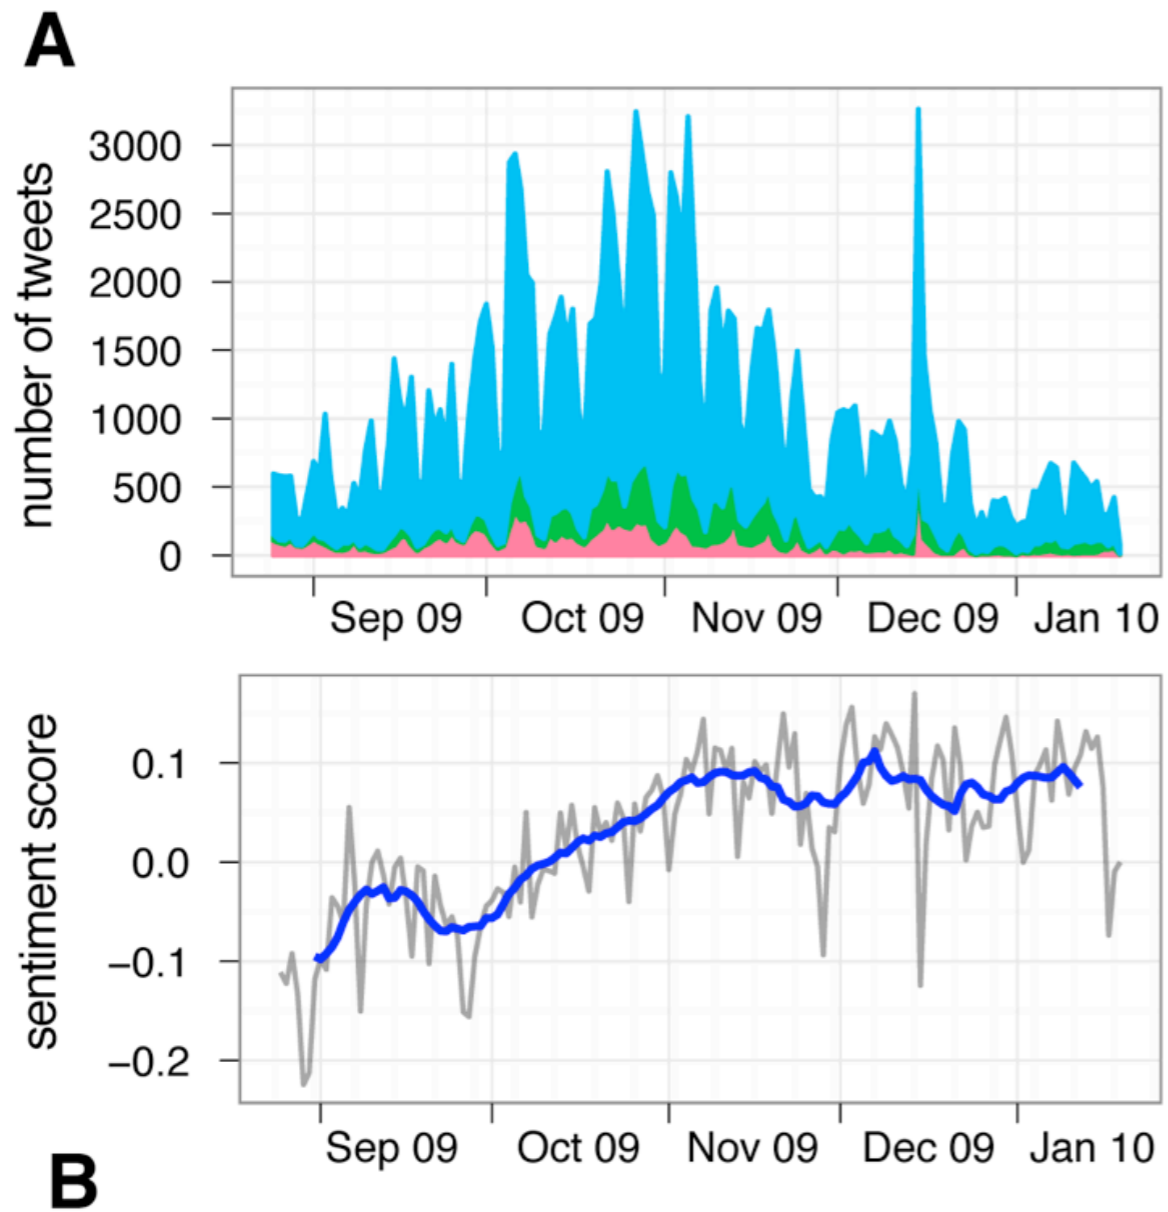 A
number of tweets
3000
2500
2000
1500
1000
500
0
Sep 09 Oct 09 Nov 09 Dec 09 Jan 10
sentiment score
0.1
0.0
−0.1
−0.2
Sep 09 Oct 09 Nov 09 Dec 09 Jan 10
B